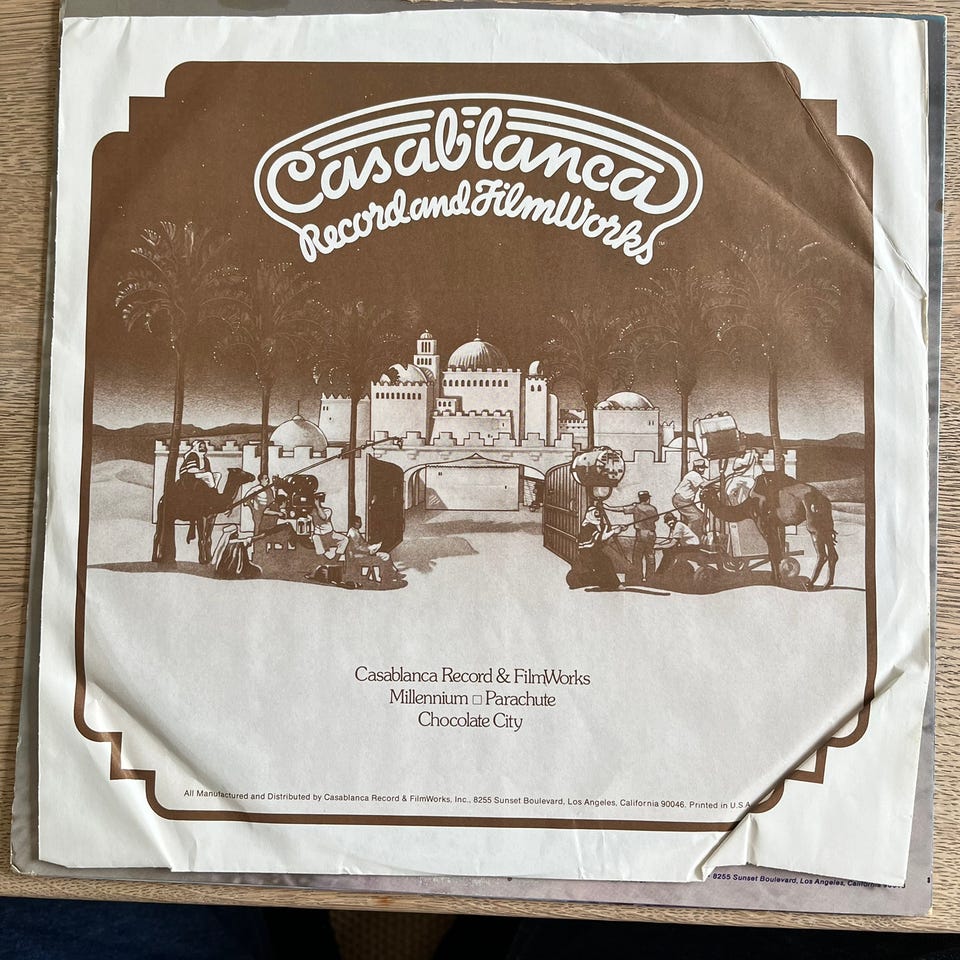 Casablanca
Record and FilmWorks™
Casablanca Record & FilmWorks
Millennium □ Parachute
Chocolate City
All Manufactured and Distributed by Casablanca Record & FilmWorks, Inc., 8255 Sunset Boulevard, Los Angeles, California 90046. Printed in U.S.A.
8255 Sunset Boulevard, Los Angeles, California